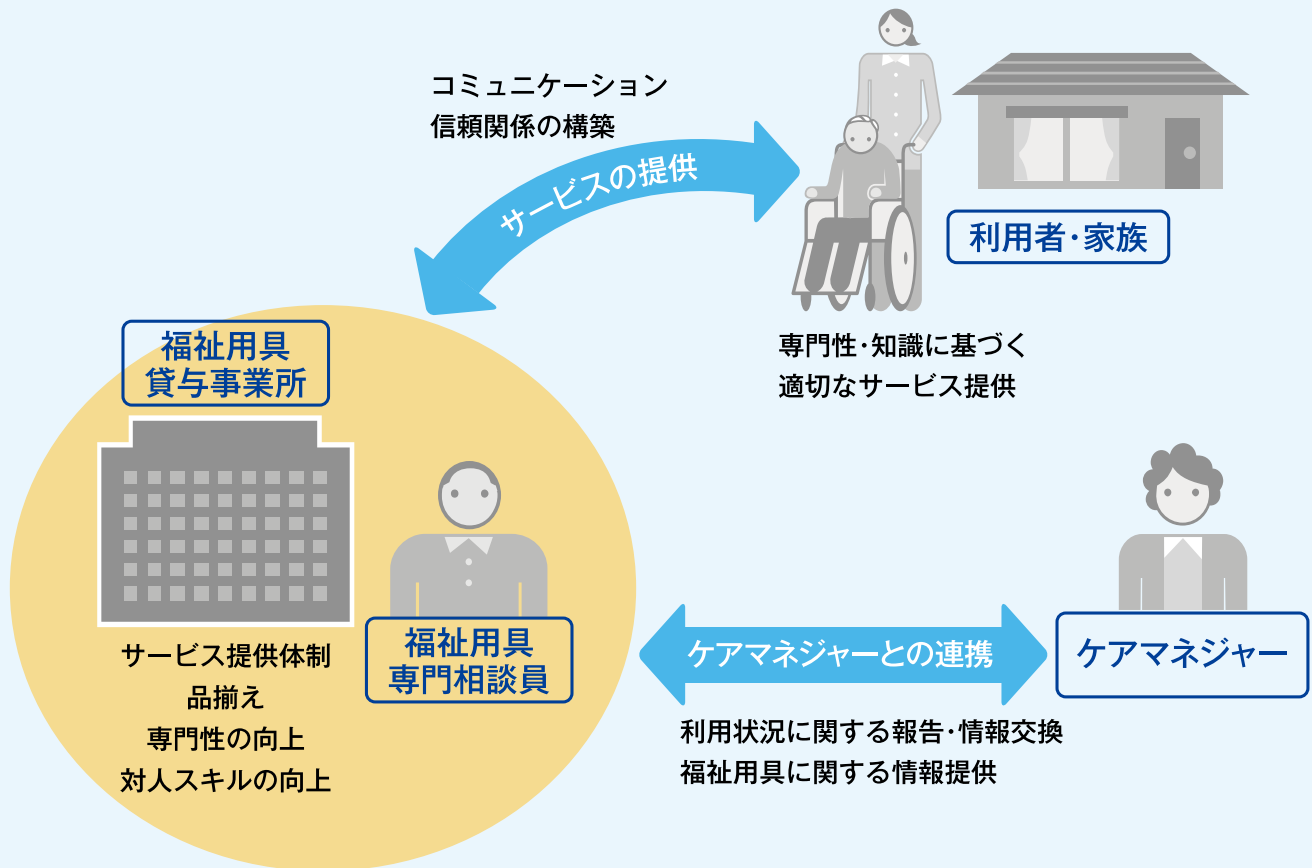 コミュニケーション
信頼関係の構築
サービスの提供
利用者・家族
専門性・知識に基づく
適切なサービス提供
福祉用具
貸与事業所
福祉用具
専門相談員
サービス提供体制
品揃え
専門性の向上
対人スキルの向上
ケアマネジャーとの連携
ケアマネジャー
利用状況に関する報告・情報交換
福祉用具に関する情報提供